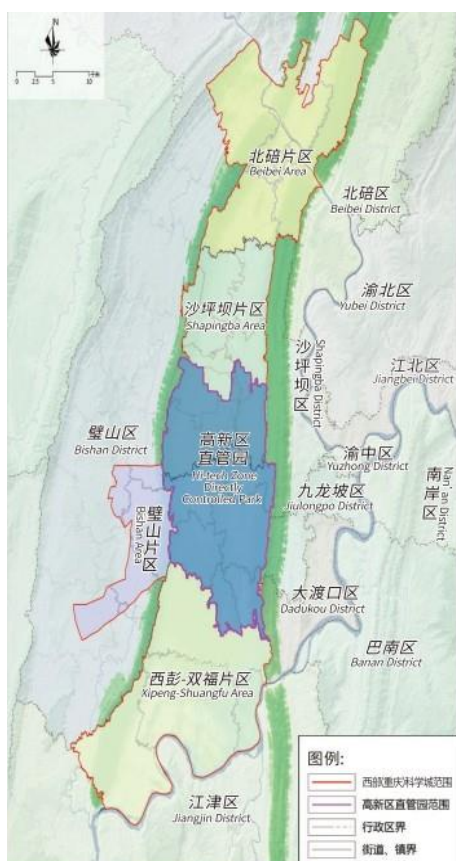 N
0 2.5 5 10
北碚片区
Beibei Area
北碚区
Beibei District
渝北区
Yubei District
沙坪坝片区
Shapingba Area
沙坪坝区
Shapingba District
江北区
Jiangbei District
璧山区
Bishan District
高新区
直管园
Hi-tech Zone
Directly
Controlled Park
渝中区
Yuzhong District
南岸区
Nan' an District
九龙坡区
Jiulongpo District
璧山片区
Bishan Area
大渡口区
Dadukou District
巴南区
Banan District
西彭-双福片区
Xipeng-Shuangfu Area
江津区
Jiangjin District
图例:
西部(重庆)科学城范围
高新区直管园范围
行政区界
街道、镇界